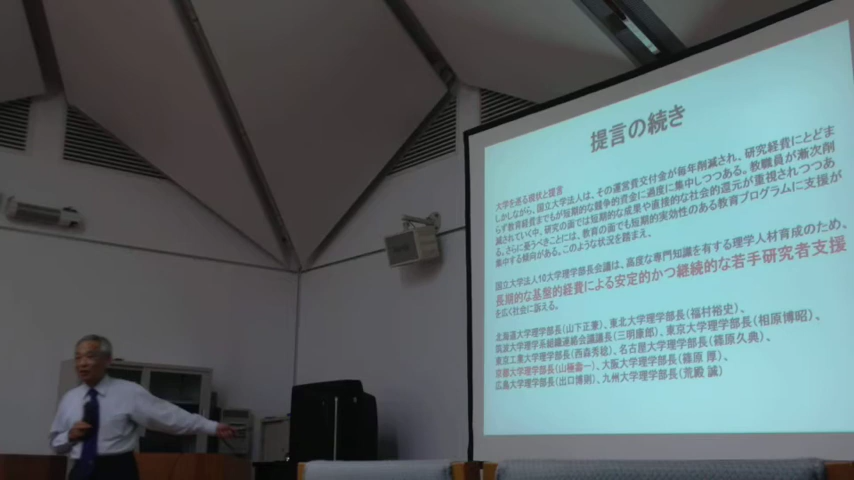 提言の続き
大学を巡る現状と提言
しかしながら、国立大学法人は、その運営費交付金が毎年削減され、研究経費にとどま
らず教育経費までもが短期的な競争的資金に過度に集中しつつある。教職員が漸次削
減されていく中、研究の面では短期的な成果や直接的な社会的還元が重視されつつあ
る。さらに憂うべきことには、教育の面でも短期的実効性のある教育プログラムに支援が
集中する傾向がある。このような状況を踏まえ、
国立大学法人10大学理学部長会議は、高度な専門知識を有する理学人材育成のため、
長期的な基盤的経費による安定的かつ継続的な若手研究者支援
を広く社会に訴える。
北海道大学理学部長(山下正兼)、東北大学理学部長(福村裕史)、
筑波大学理学系組織連絡会議議長(三明康郎)、東京大学理学部長(相原博昭)、
東京工業大学理学部長(西森秀稔)、名古屋大学理学部長(篠原久典)、
京都大学理学部長(山極壽一)、大阪大学理学部長(篠原 厚)、
広島大学理学部長(出口博則)、九州大学理学部長(荒殿 誠)